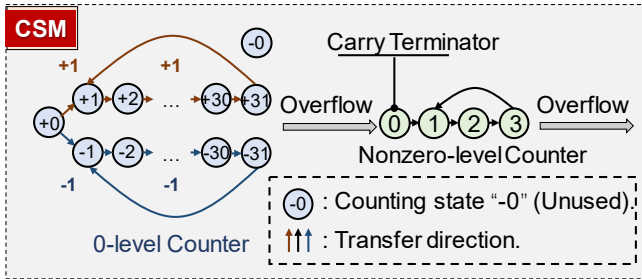 CSM
-0
Carry Terminator
+1 +1
+1 +2 ... +30 +31
+0
Overflow 0 1 2 3 Overflow
-1 -2 ... -30 -31
Nonzero-level Counter
-1 -1
0-level Counter
-0 : Counting state “-0” (Unused).
: Transfer direction.